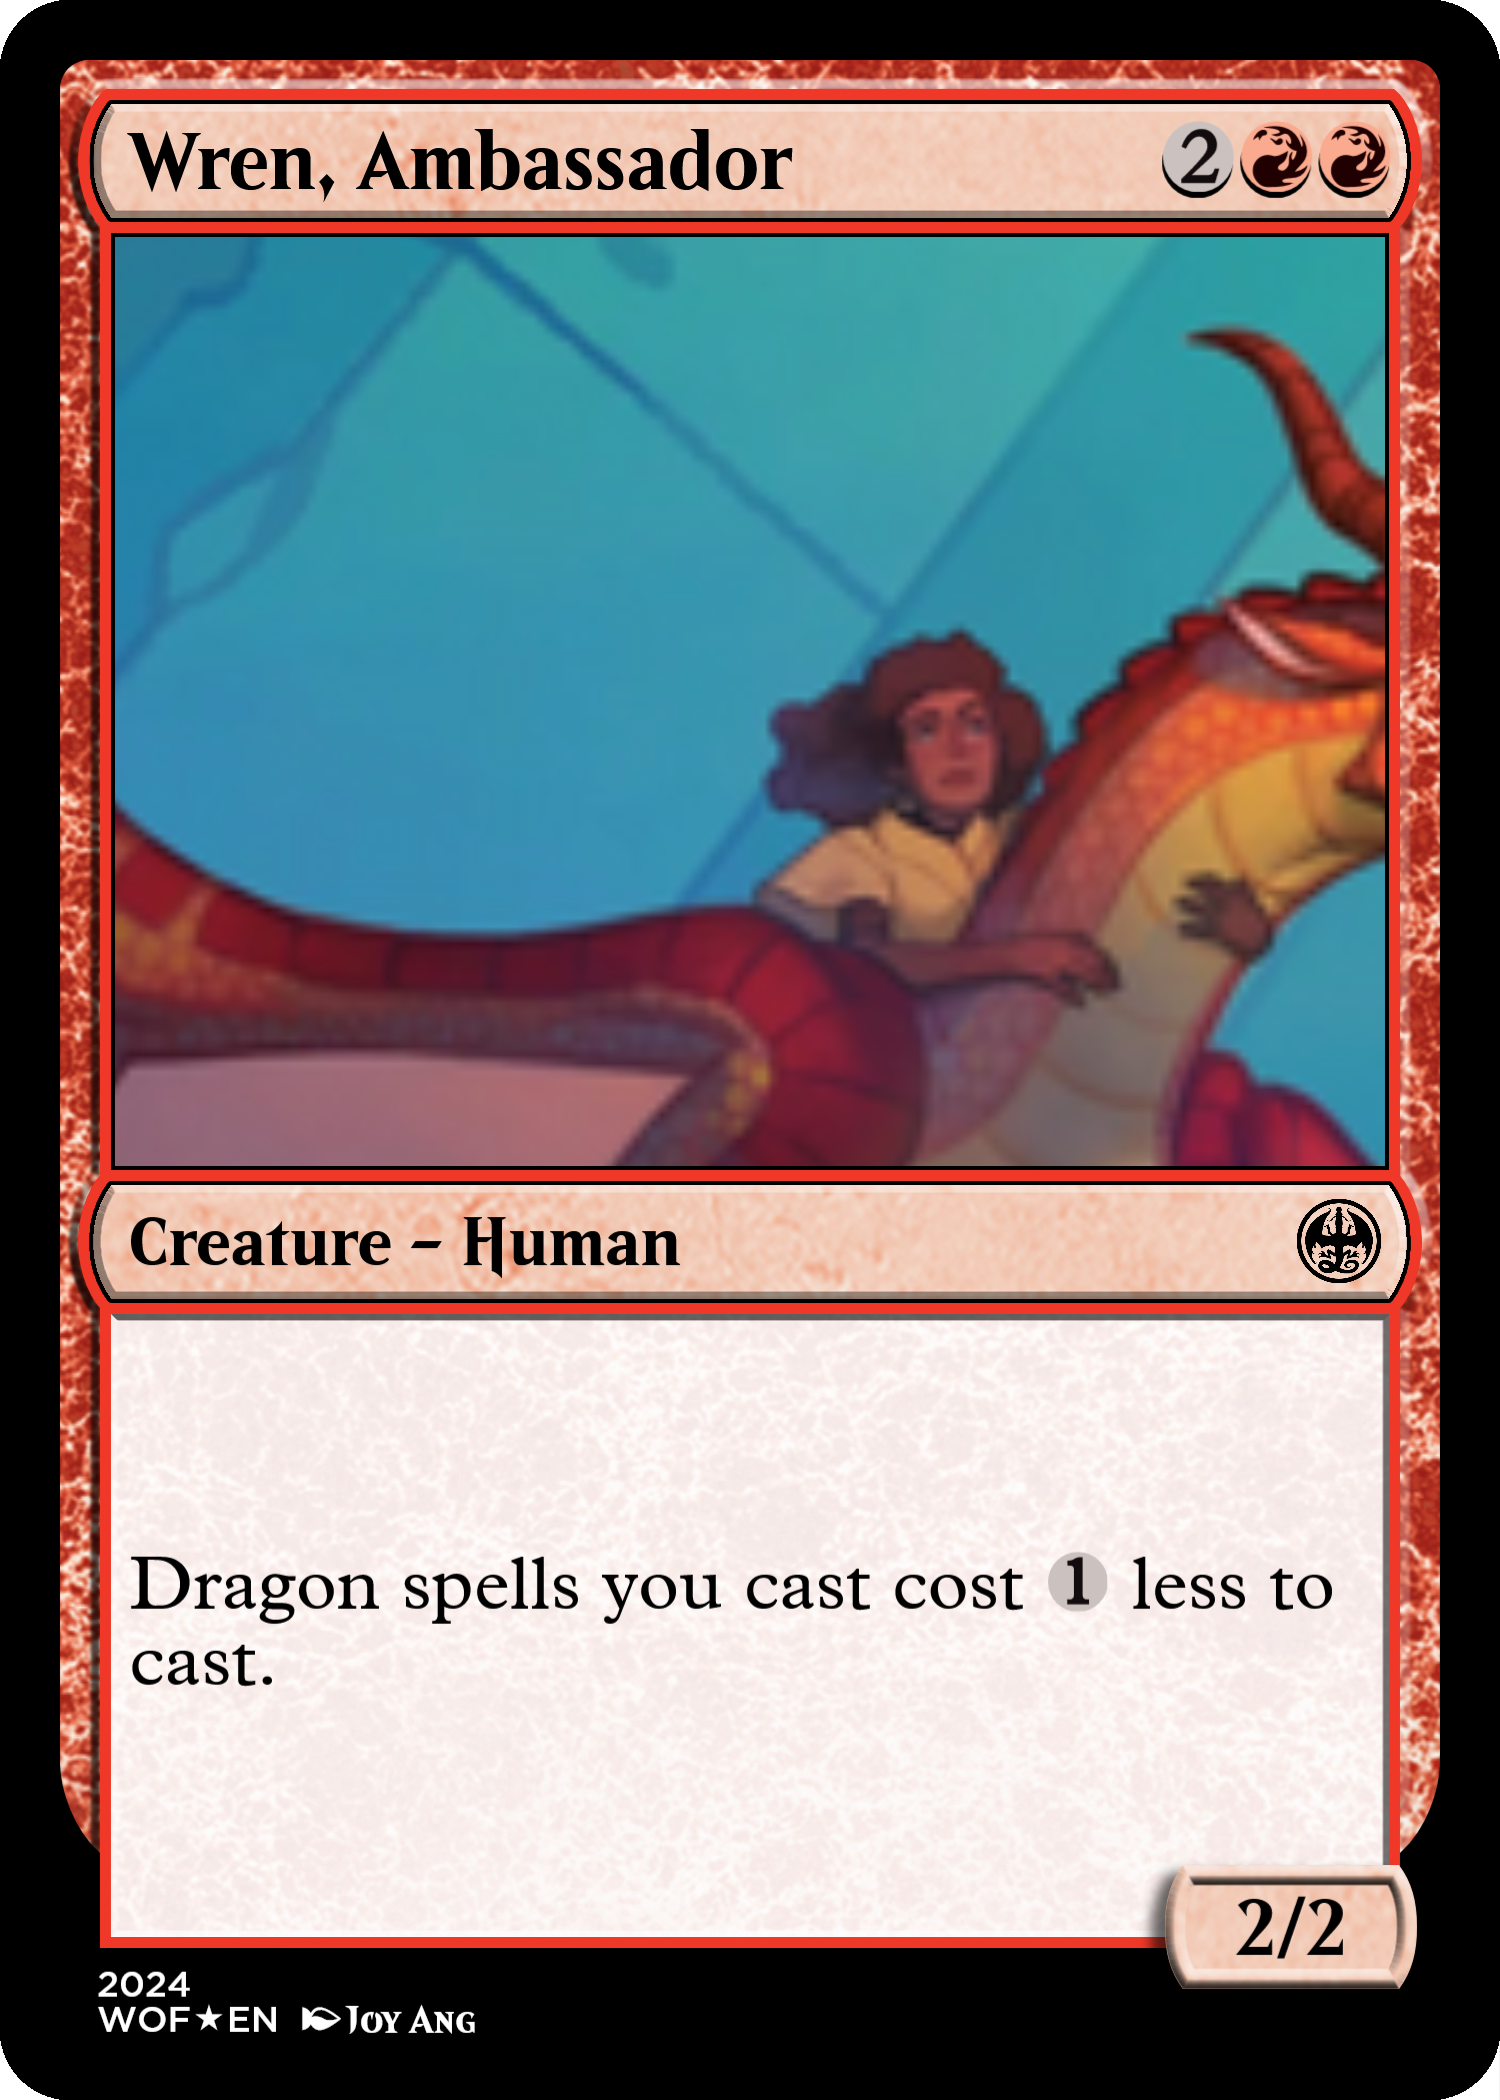 Wren, Ambassador 2
Creature – Human
Dragon spells you cast cost 1 less to
cast.
2/2
2024
WOF★EN Joy Ang